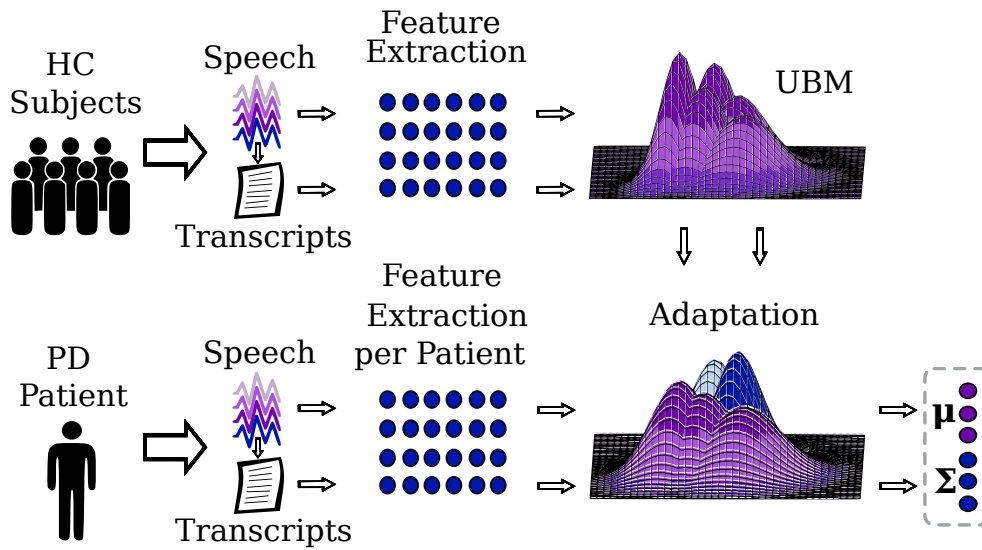 HC
Subjects
Speech
Transcripts
Feature
Extraction
UBM
PD
Patient
Speech
Transcripts
Feature
Extraction
per Patient
Adaptation
μ
Σ